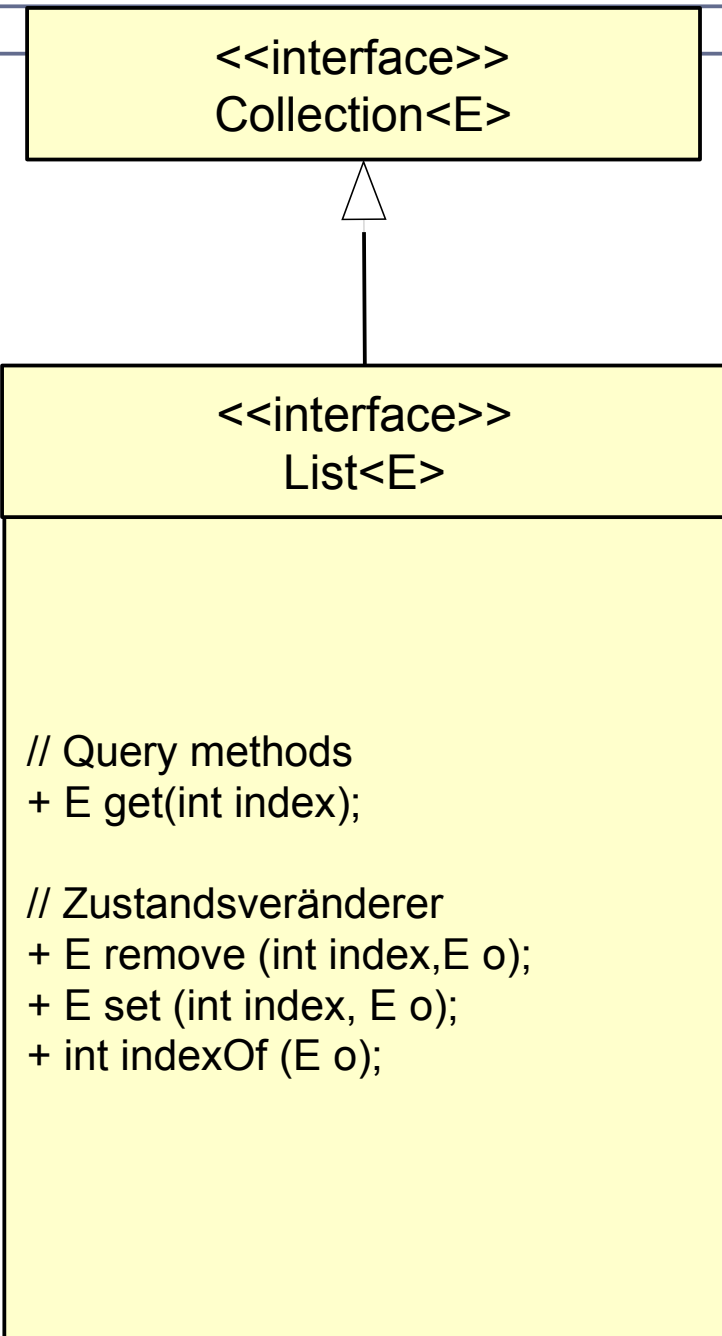 <<interface>>
Collection<E>
<<interface>>
List<E>
// Query methods
+ E get(int index);
// Zustandsveränderer
+ E remove (int index,E o);
+ E set (int index, E o);
+ int indexOf (E o);